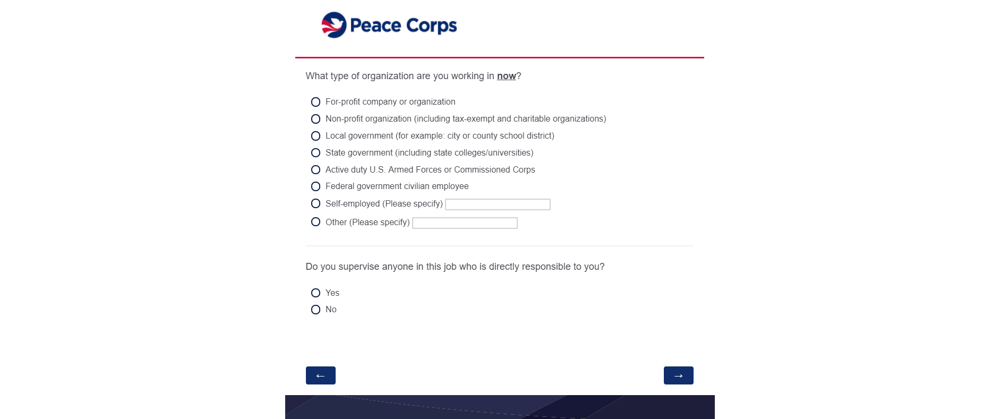 Peace Corps
What type of organization are you working in now?
For-profit company or organization
Non-profit organization (including tax-exempt and charitable organizations)
Local government (for example: city or county school district)
State government (including state colleges/universities)
Active duty U.S. Armed Forces or Commissioned Corps
Federal government civilian employee
Self-employed (Please specify)
Other (Please specify)
Do you supervise anyone in this job who is directly responsible to you?
Yes
No
← →